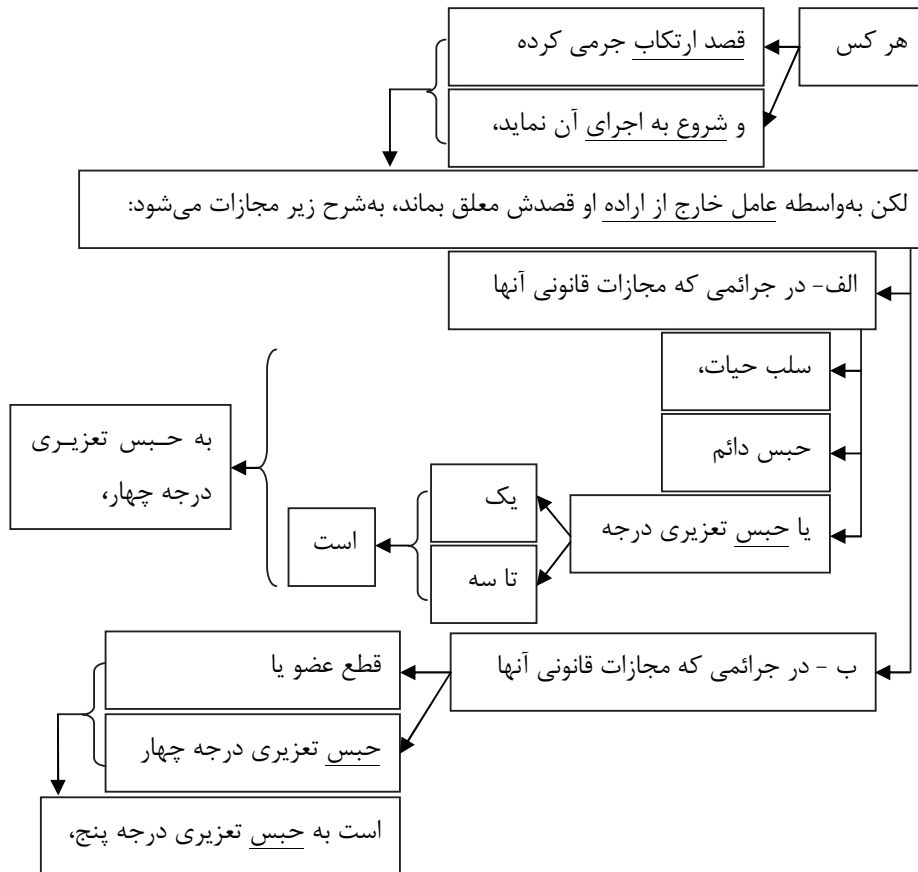 هر کس
قصد ارتکاب جرمی کرده
و شروع به اجرای آن نماید،
لکن به‌واسطه عامل خارج از اراده او قصدش معلق بماند، به‌شرح زیر مجازات می‌شود:
الف- در جرائمی که مجازات قانونی آنها
سلب حیات،
حبس دائم
یا حبس تعزیری درجه
یک
تا سه
است
به حـبس تعزیـری
درجه چهار،
ب - در جرائمی که مجازات قانونی آنها
قطع عضو یا
حبس تعزیری درجه چهار
است به حبس تعزیری درجه پنج،